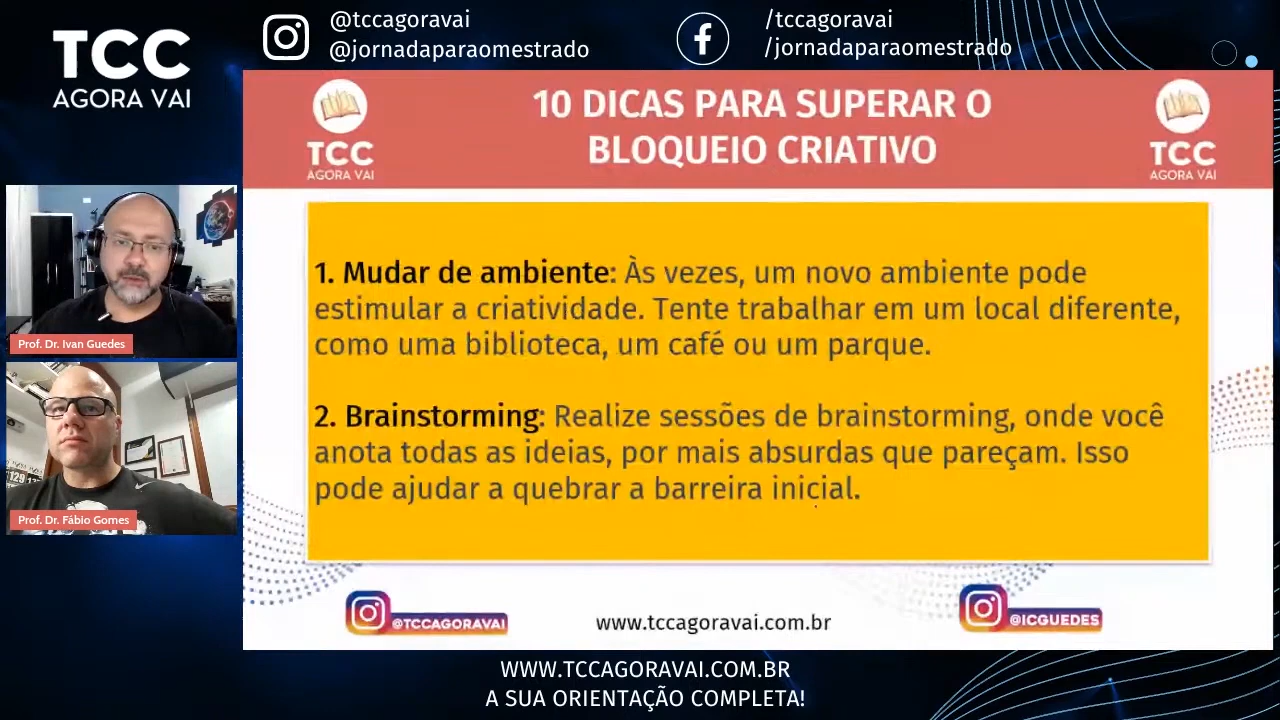 TCC
AGORA VAI
@tccagoravai
@jornadaparaomestrado
/tccagoravai
/jornadaparaomestrado
TCC
AGORA VAI
10 DICAS PARA SUPERAR O
BLOQUEIO CRIATIVO
TCC
AGORA VAI
Prof. Dr. Ivan Guedes
Prof. Dr. Fábio Gomes
1. Mudar de ambiente: Às vezes, um novo ambiente pode
estimular a criatividade. Tente trabalhar em um local diferente,
como uma biblioteca, um café ou um parque.
2. Brainstorming: Realize sessões de brainstorming, onde você
anota todas as ideias, por mais absurdas que pareçam. Isso
pode ajudar a quebrar a barreira inicial.
@TCCAGORAVAI
www.tccagoravai.com.br
@ICGUEDES
WWW.TCCAGORAVAI.COM.BR
A SUA ORIENTAÇÃO COMPLETA!